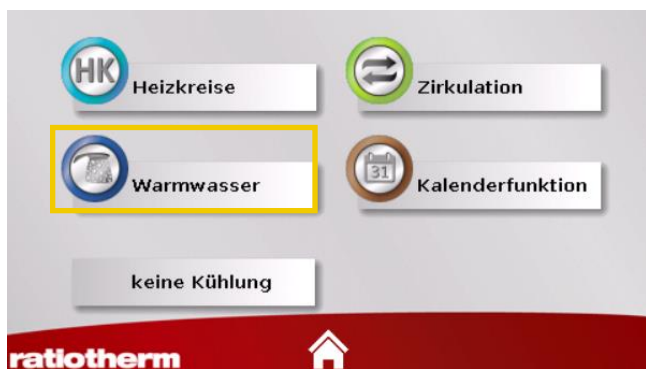 HK Heizkreise
Zirkulation
Warmwasser
31 Kalenderfunktion
keine Kühlung
ratiotherm